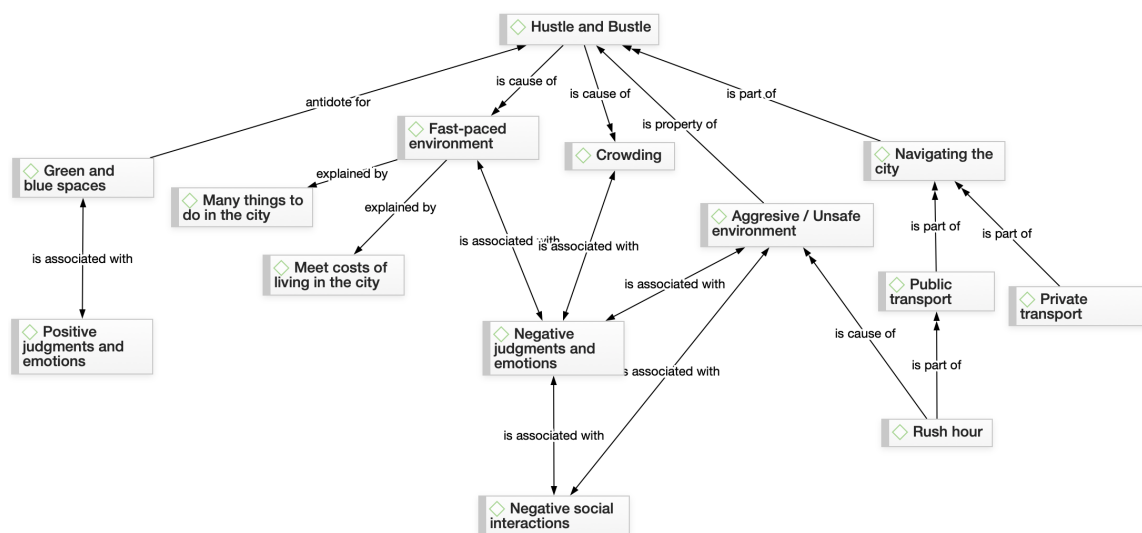 Hustle and Bustle
is cause of
is cause of
is part of
antidote for
is property of
Fast-paced
environment
Crowding
Navigating the
city
Green and
blue spaces
explained by
Many things to
do in the city
explained by
Aggresive / Unsafe
environment
is part of
is part of
is associated with
is associated with
is associated with
Meet costs of
living in the city
is associated with
Public
transport
Private
transport
Positive
judgments and
emotions
Negative
judgments and
emotions
is cause of
is part of
s associated with
is associated with
Rush hour
Negative social
interactions